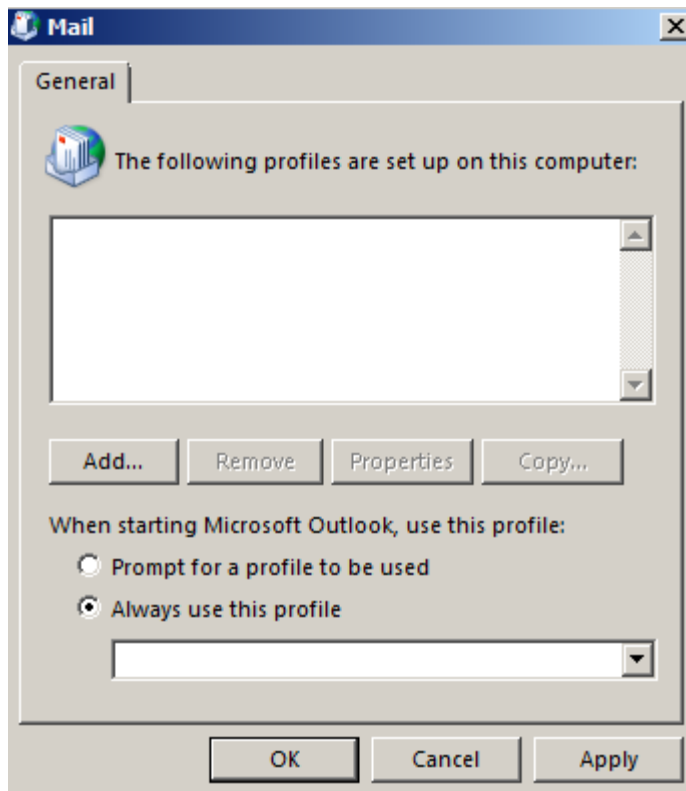 Mail
General
The following profiles are set up on this computer:
Add... Remove Properties Copy...
When starting Microsoft Outlook, use this profile:
Prompt for a profile to be used
Always use this profile
OK Cancel Apply